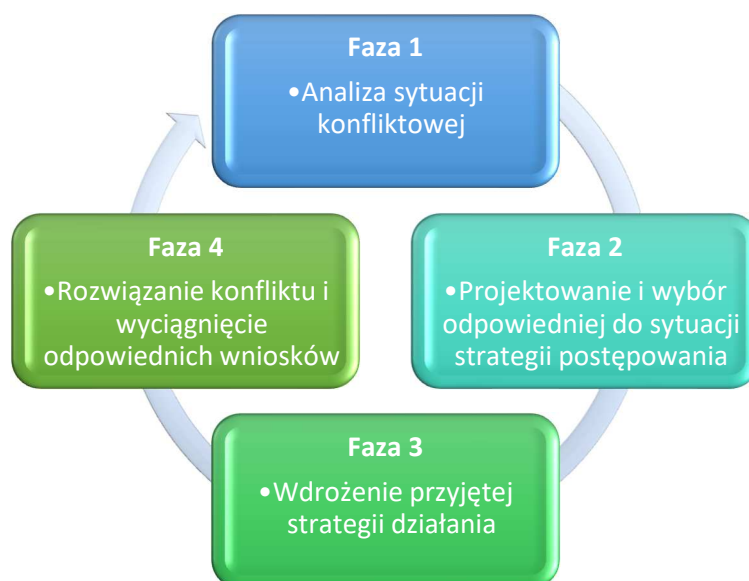 Faza 1
•Analiza sytuacji
konfliktowej
Faza 2
•Projektowanie i wybór
odpowiedniej do sytuacji
strategii postępowania
Faza 3
•Wdrożenie przyjętej
strategii działania
Faza 4
•Rozwiązanie konfliktu i
wyciągnięcie
odpowiednich wniosków